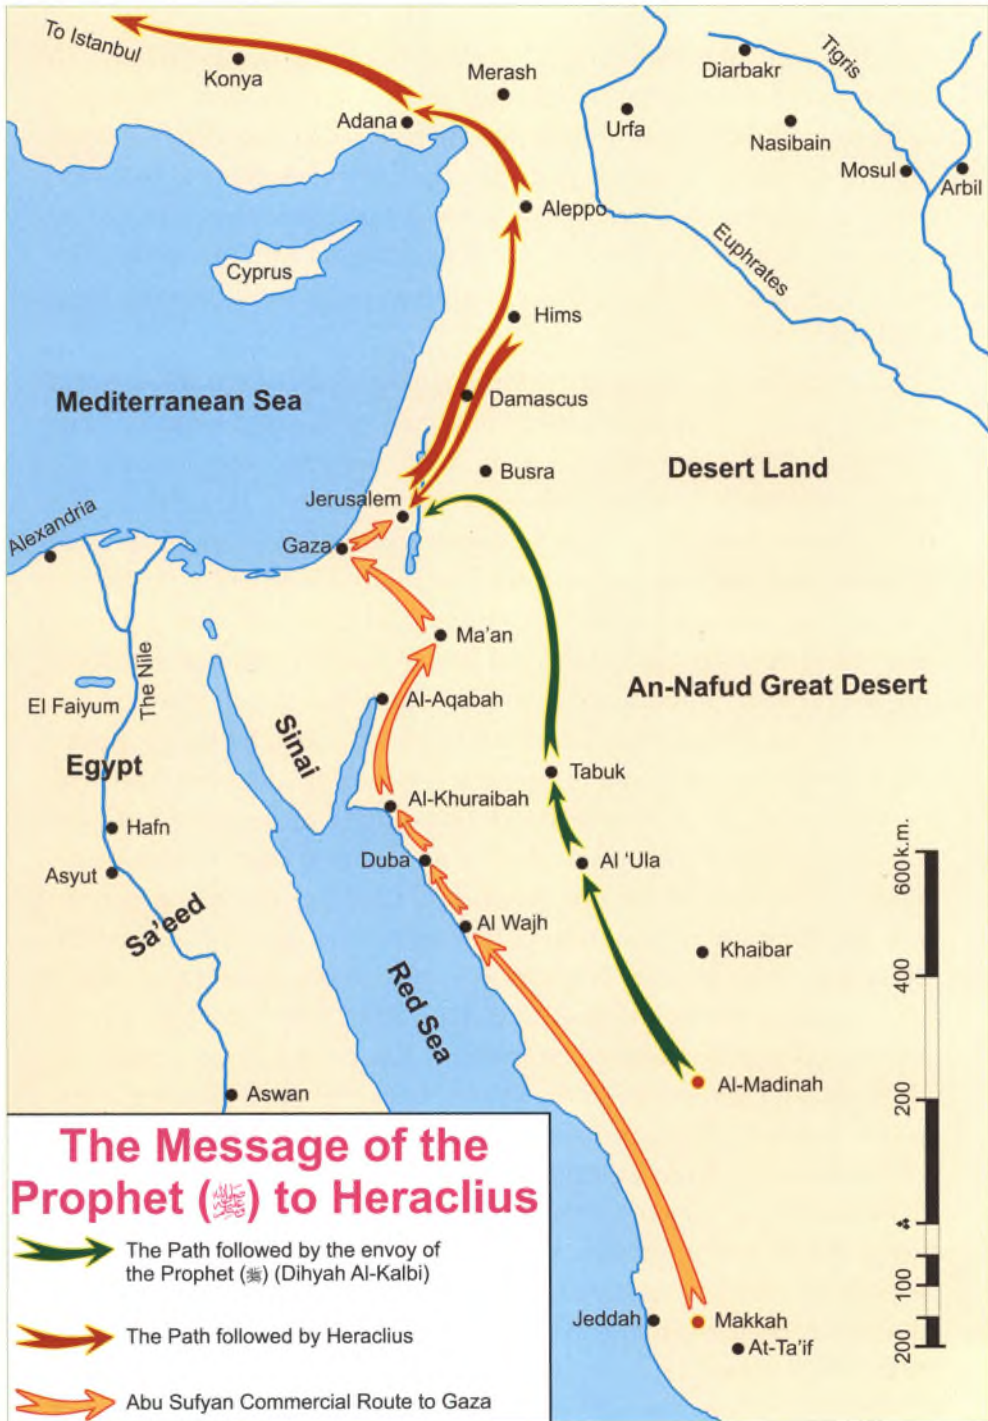 To Istanbul
Konya
Merash
Diarbakr
Tigris
Adana
Urfa
Nasibain
Mosul
Arbil
Aleppo
Euphrates
Cyprus
Hims
Mediterranean Sea
Damascus
Desert Land
Busra
Jerusalem
Alexandria
Gaza
Ma'an
The Nile
El Faiyum
Al-Aqabah
An-Nafud Great Desert
Sinai
Egypt
Tabuk
Al-Khuraibah
Hafn
Duba
Al 'Ula
Asyut
600k.m.
Sa'eed
Al Wajh
Khaibar
400
Red Sea
Al-Madinah
Aswan
200
100
Jeddah
Makkah
At-Ta'if
200
The Message of the
Prophet (ﷺ) to Heraclius
The Path followed by the envoy of
the Prophet (ﷺ) (Dihyah Al-Kalbi)
The Path followed by Heraclius
Abu Sufyan Commercial Route to Gaza